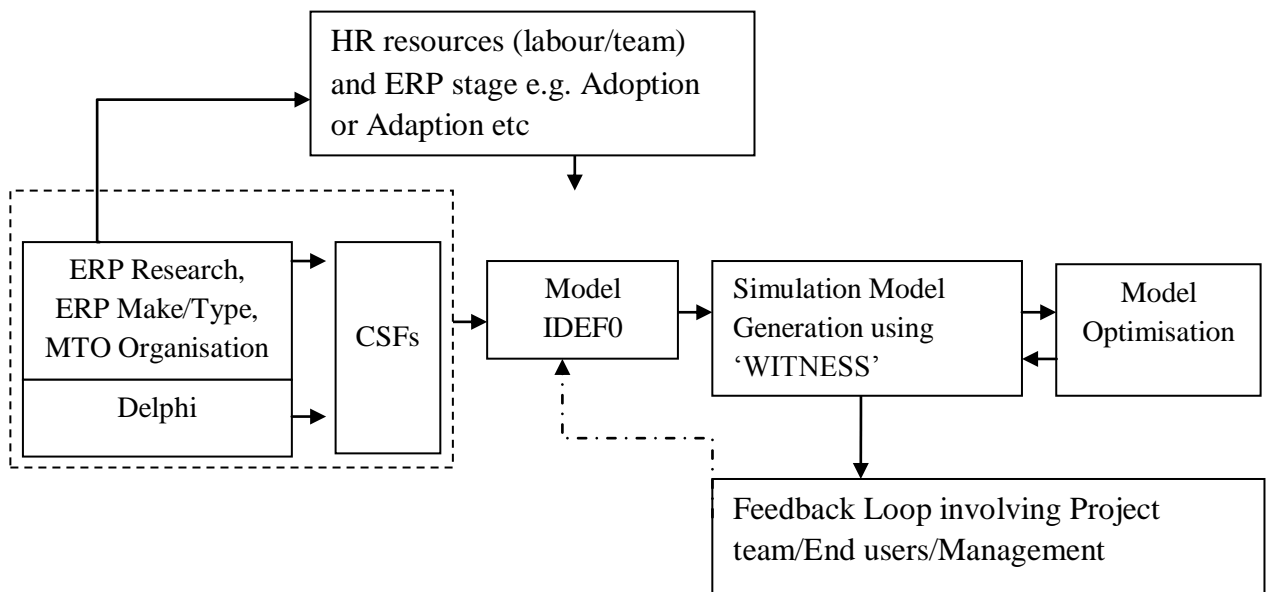 HR resources (labour/team)
and ERP stage e.g. Adoption
or Adaption etc
ERP Research,
ERP Make/Type,
MTO Organisation
Delphi
CSFs
Model
IDEF0
Simulation Model
Generation using
‘WITNESS’
Model
Optimisation
Feedback Loop involving Project
team/End users/Management